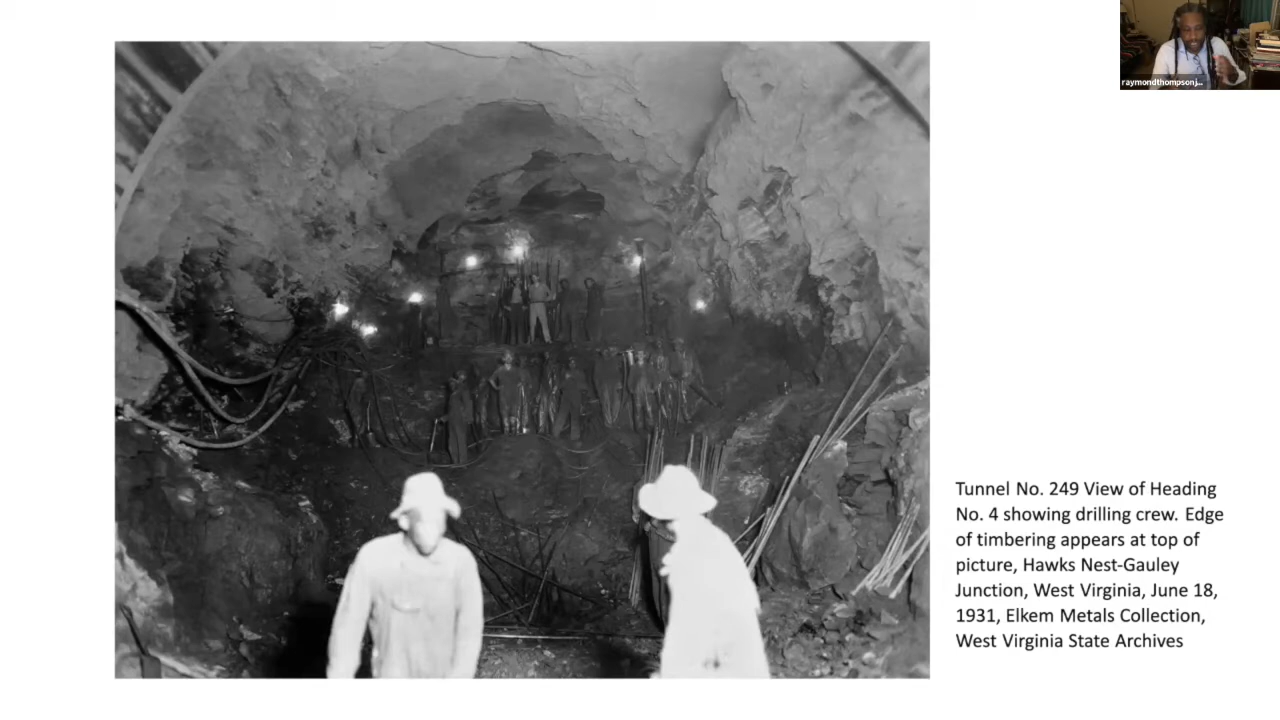 raymondthompsonj...
Tunnel No. 249 View of Heading
No. 4 showing drilling crew. Edge
of timbering appears at top of
picture, Hawks Nest-Gauley
Junction, West Virginia, June 18,
1931, Elkem Metals Collection,
West Virginia State Archives